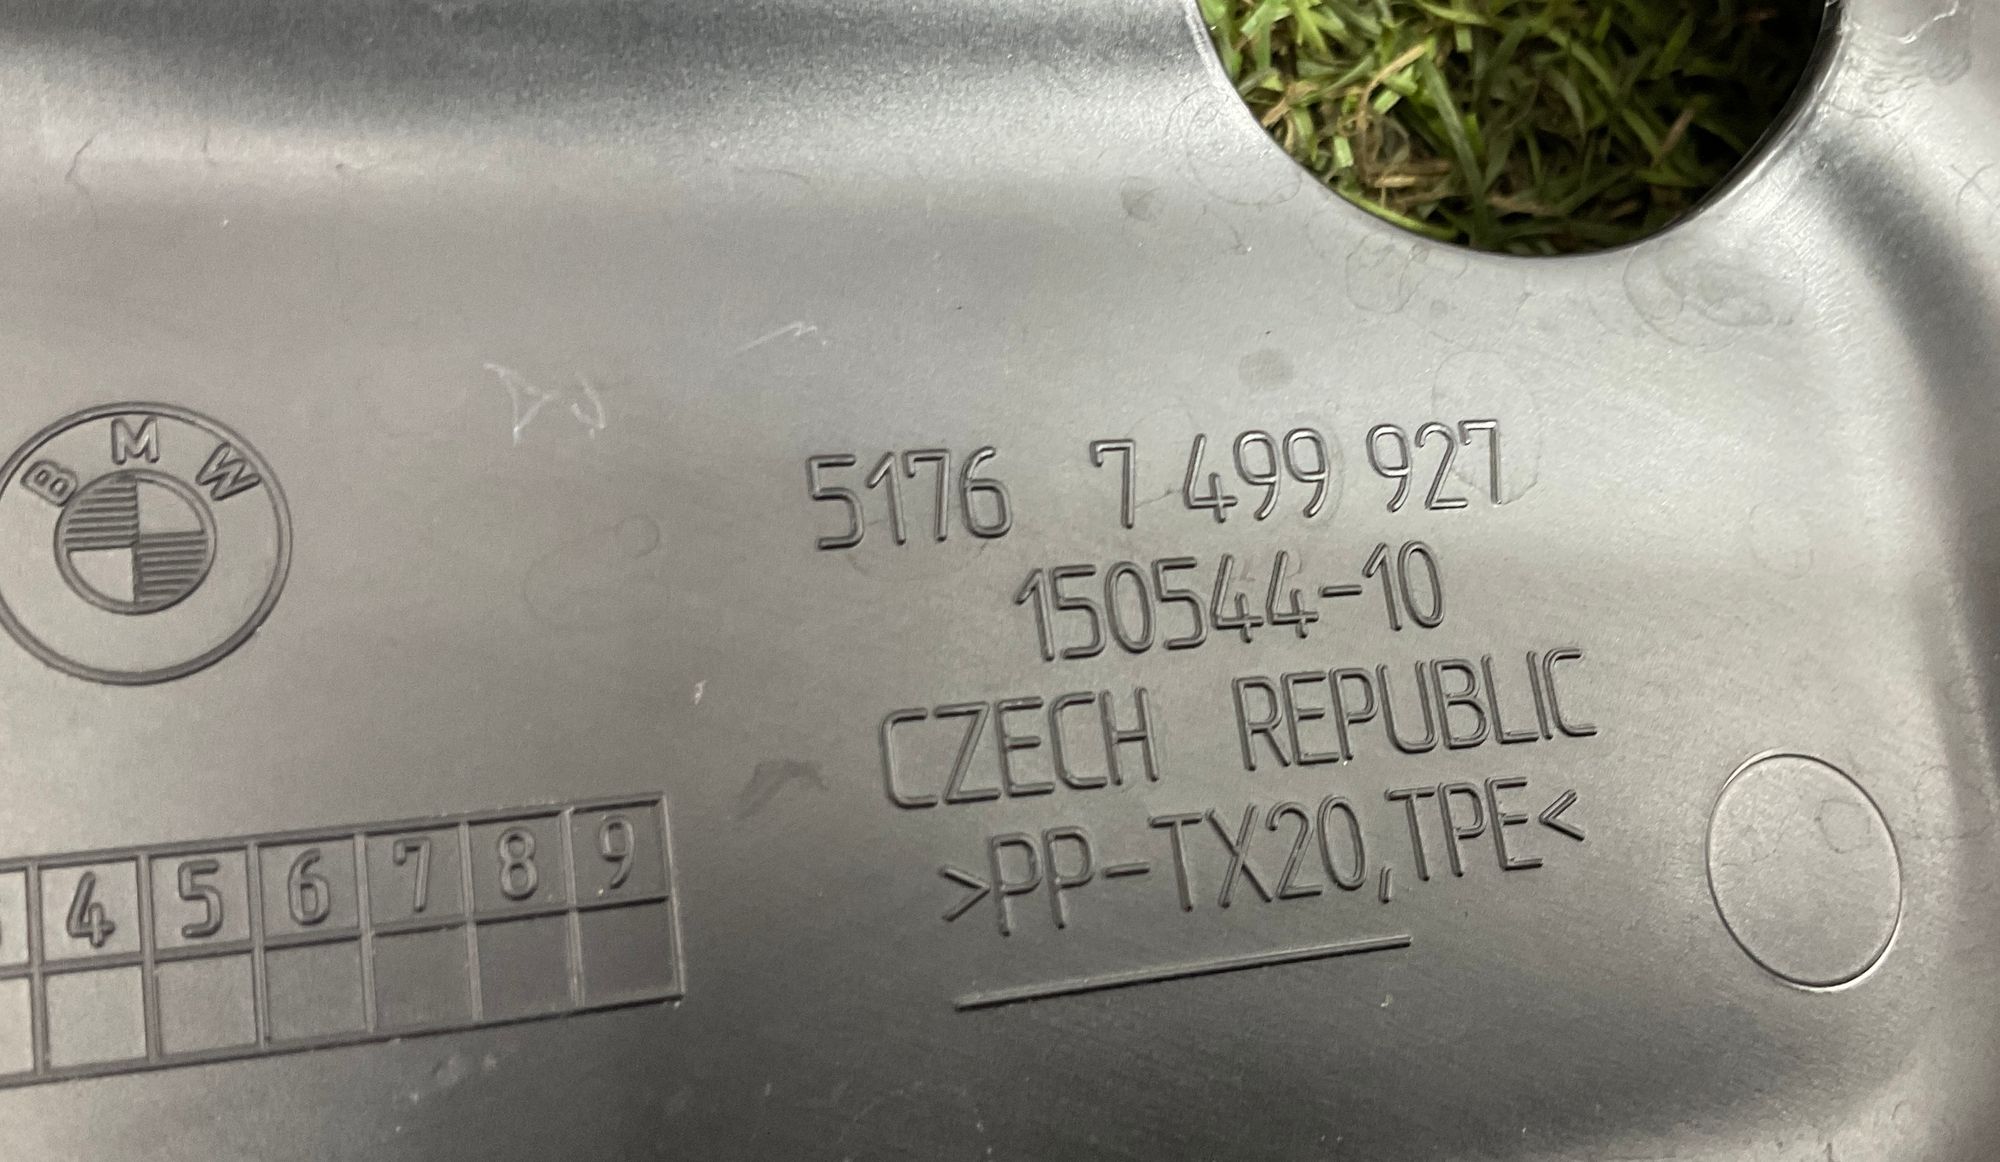 BMW
5176 7 499 927
150544-10
CZECH REPUBLIC
>PP-TX20,TPE<
4 5 6 7 8 9